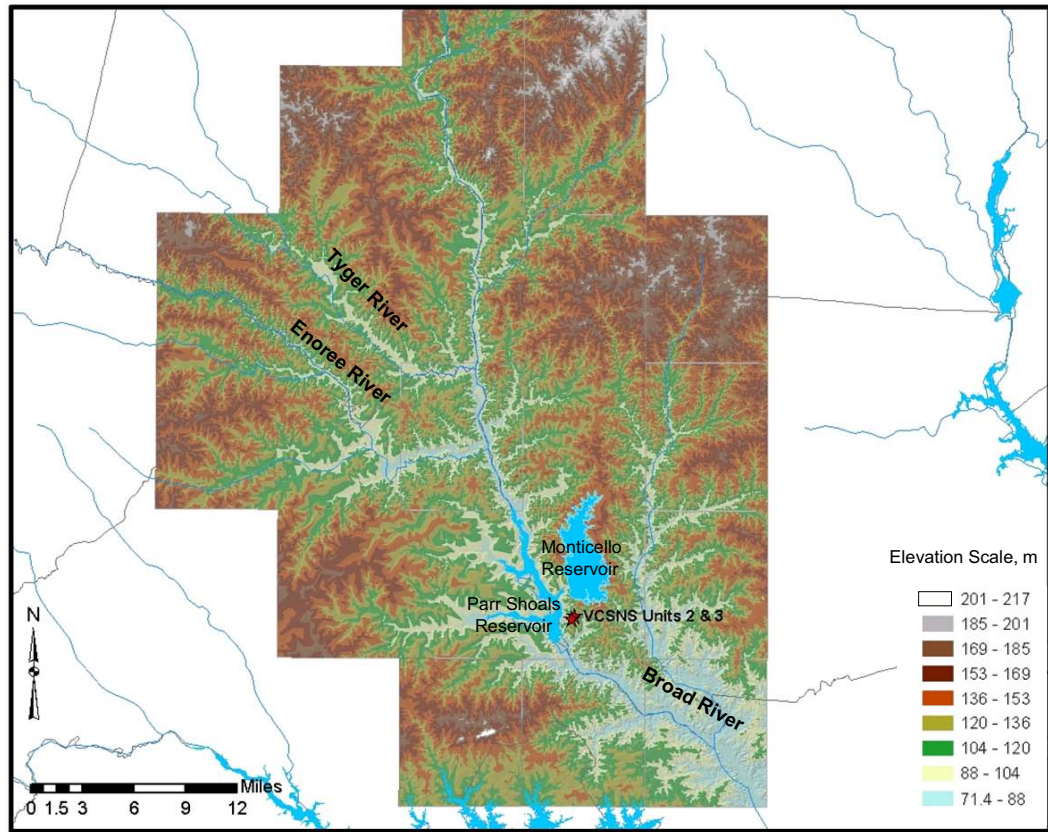 Tyger River
Enoree River
Monticello
Reservoir
Parr Shoals
Reservoir
VCSNS Units 2 & 3
Broad River
Elevation Scale, m
201 - 217
185 - 201
169 - 185
153 - 169
136 - 153
120 - 136
104 - 120
88 - 104
71.4 - 88
N
Miles
0 1.5 3 6 9 12